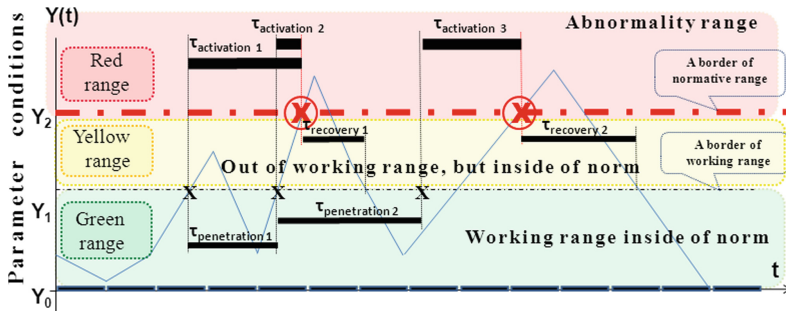 Y(t)
τactivation 2
τactivation 3
Abnormality range
τactivation 1
Red
range
A border of
normative range
Y2
X
X
τrecovery 1
τrecovery 2
Yellow
range
Out of working range, but inside of norm
A border of
working range
X
X
X
Y1
Green
range
τpenetration 1
τpenetration 2
Working range inside of norm
t
Y0
Parameter conditions